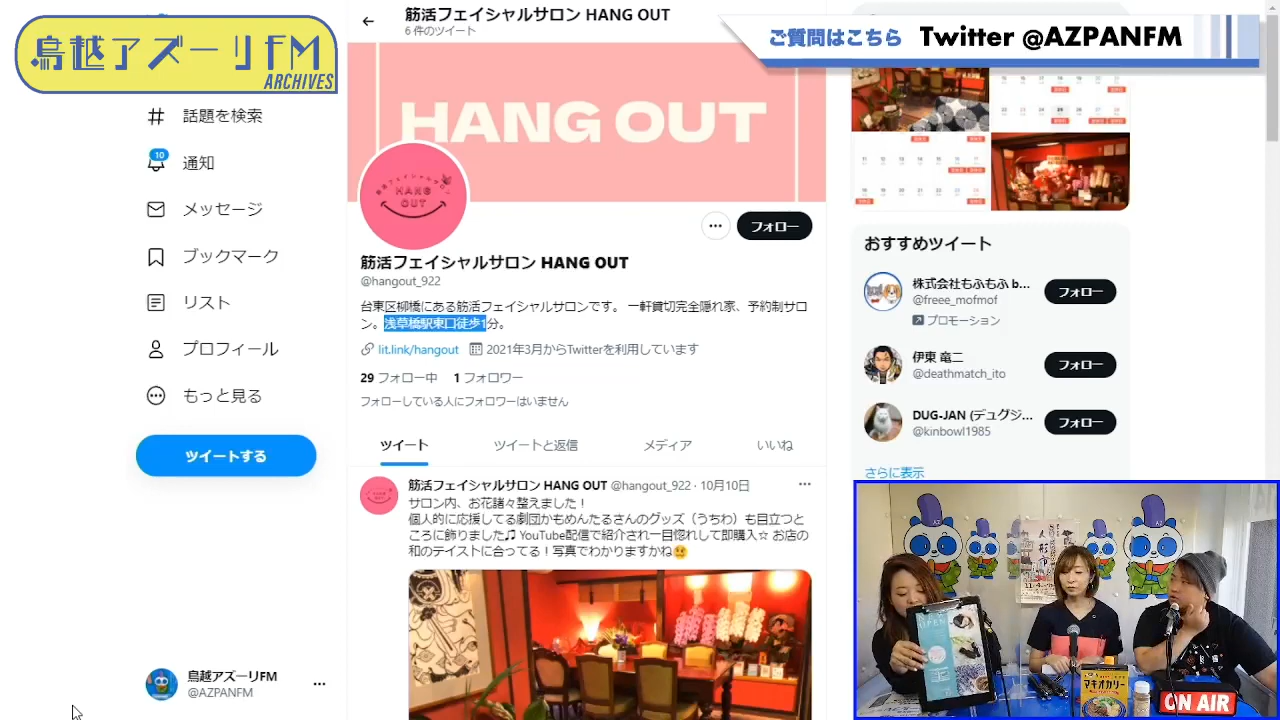 鳥越アズーリFM
ARCHIVES
話題を検索
10
通知
メッセージ
ブックマーク
リスト
プロフィール
もっと見る
ツイートする
鳥越アズーリFM
@AZPANFM
筋活フェイシャルサロン HANG OUT
6 件のツイート
HANG OUT
筋活フェイシャルサロン
HANG
OUT
フォロー
筋活フェイシャルサロン HANG OUT
@hangout_922
台東区柳橋にある筋活フェイシャルサロンです。 一軒貸切完全隠れ家、予約制サロ
ン。浅草橋駅東口徒歩1分。
lit.link/hangout 2021年3月からTwitterを利用しています
29 フォロー中 1 フォロワー
フォローしている人にフォロワーはいません
ツイート ツイートと返信 メディア いいね
筋活フェイシャルサロン HANG OUT @hangout_922 · 10月10日
サロン内、お花諸々整えました！
個人的に応援してる劇団かもめんたるさんのグッズ（うちわ）も目立つと
ころに飾りました♫ YouTube配信で紹介され一目惚れして即購入☆ お店の
和のテイストに合ってる！写真でわかりますかね
ご質問はこちら Twitter @AZPANFM
おすすめツイート
株式会社もふもふ b...
@freee_mofmof
プロモーション
フォロー
伊東 竜二
@deathmatch_ito
フォロー
DUG-JAN (デュグジ...
@kinbowl1985
フォロー
さらに表示
NEW
OPEN
マキオカリー
ON AIR